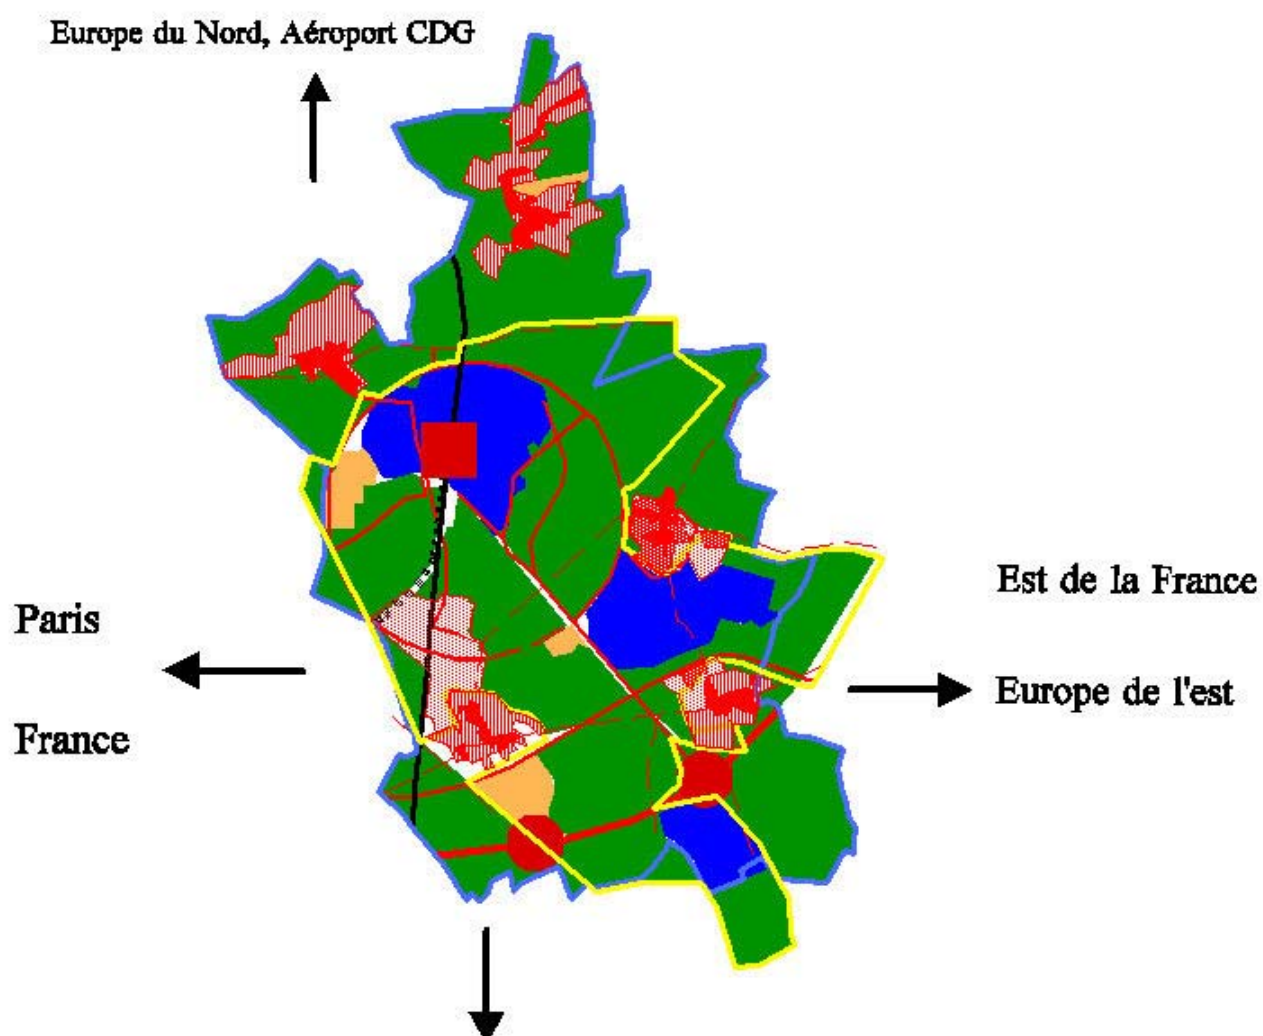 Europe du Nord, Aéroport CDG
Est de la France
Paris
Europe de l'est
France